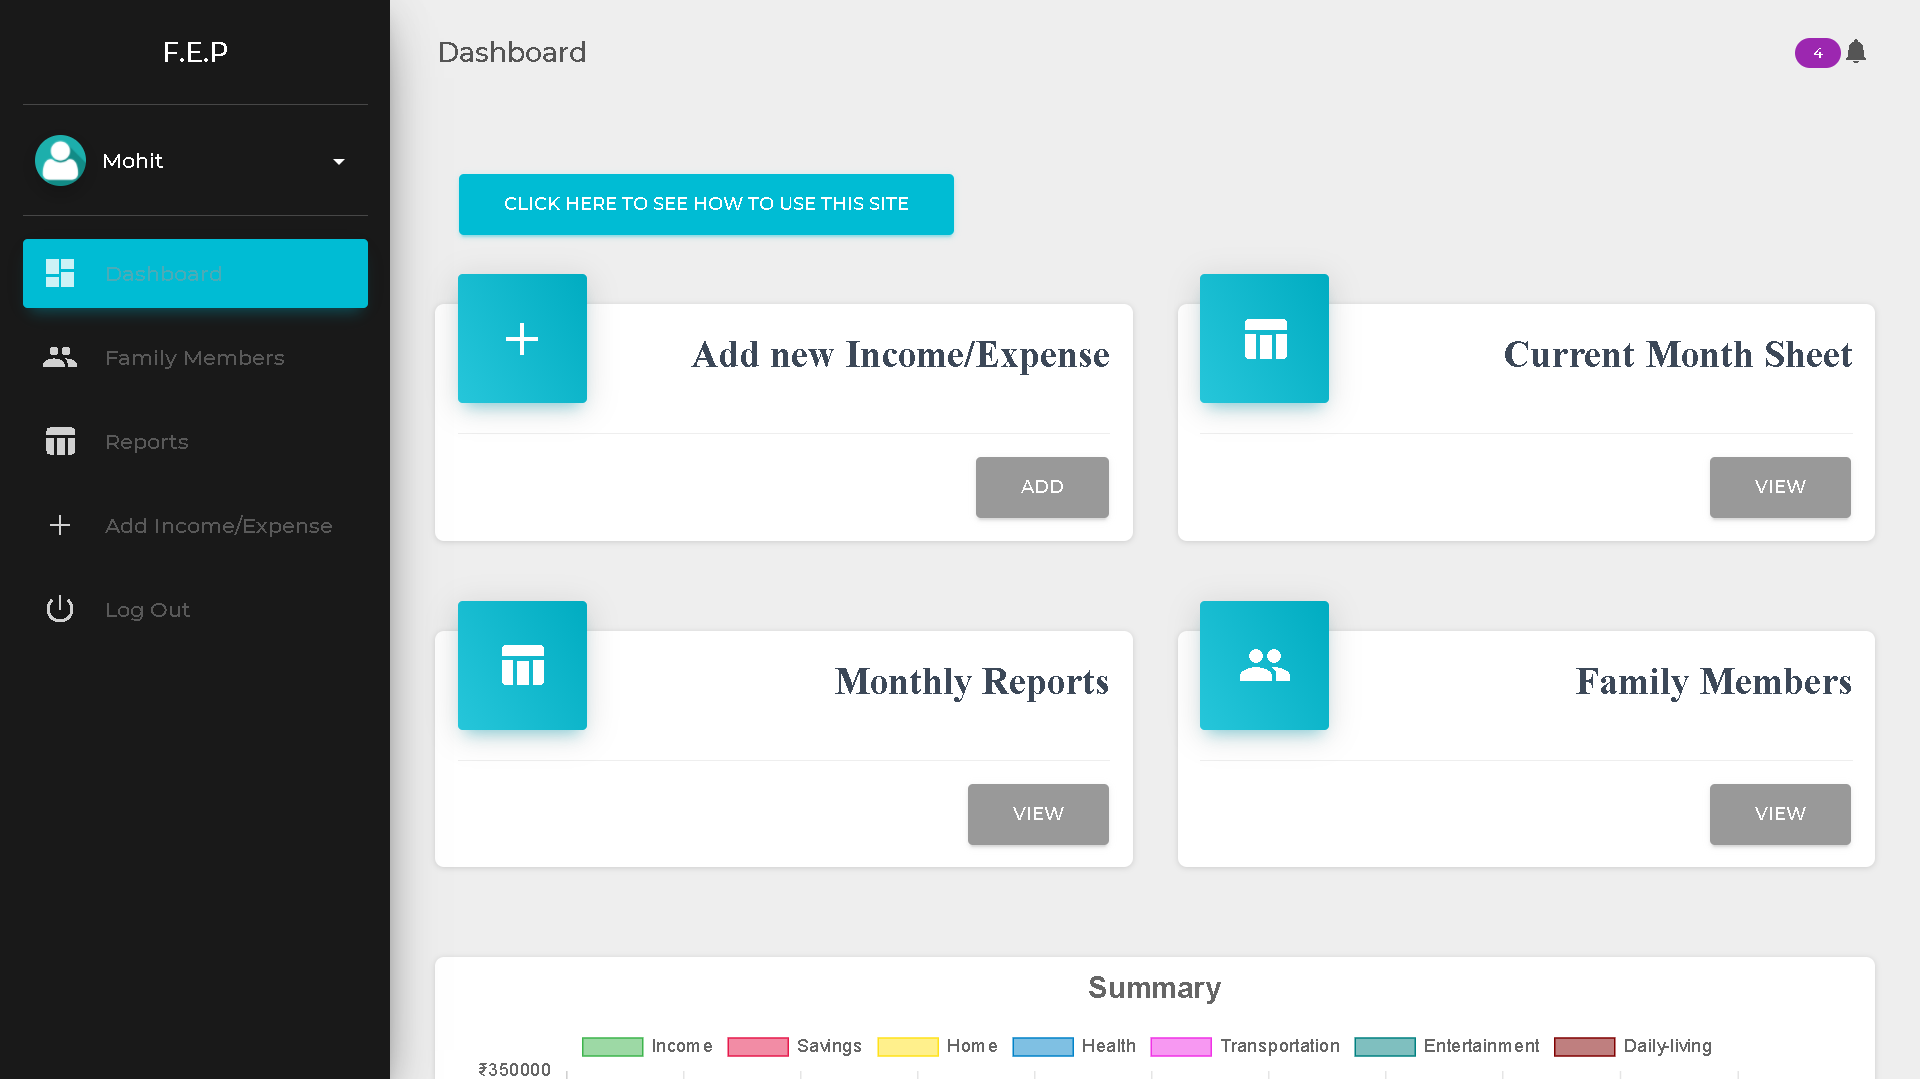 F.E.P
Mohit
Dashboard
Family Members
Reports
Add Income/Expense
Log Out
Dashboard
4
CLICK HERE TO SEE HOW TO USE THIS SITE
Add new Income/Expense
ADD
Current Month Sheet
VIEW
Monthly Reports
VIEW
Family Members
VIEW
Summary
Income Savings Home Health Transportation Entertainment Daily-living
₹350000